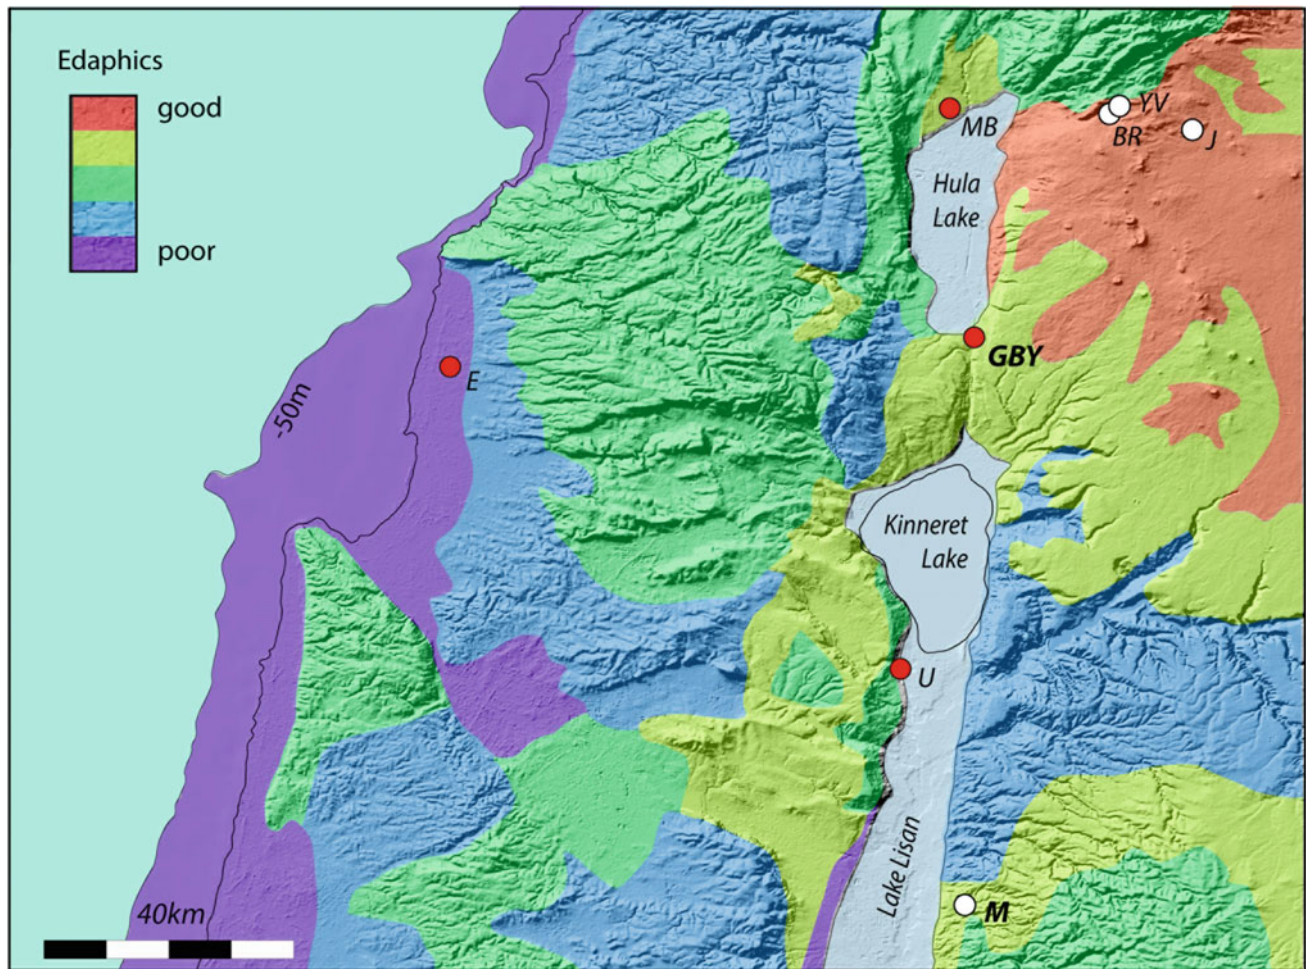 Edaphics
good
poor
YV
MB
BR
J
Hula
Lake
GBY
E
-50m
Kinneret
Lake
U
Lake Lisan
M
40km